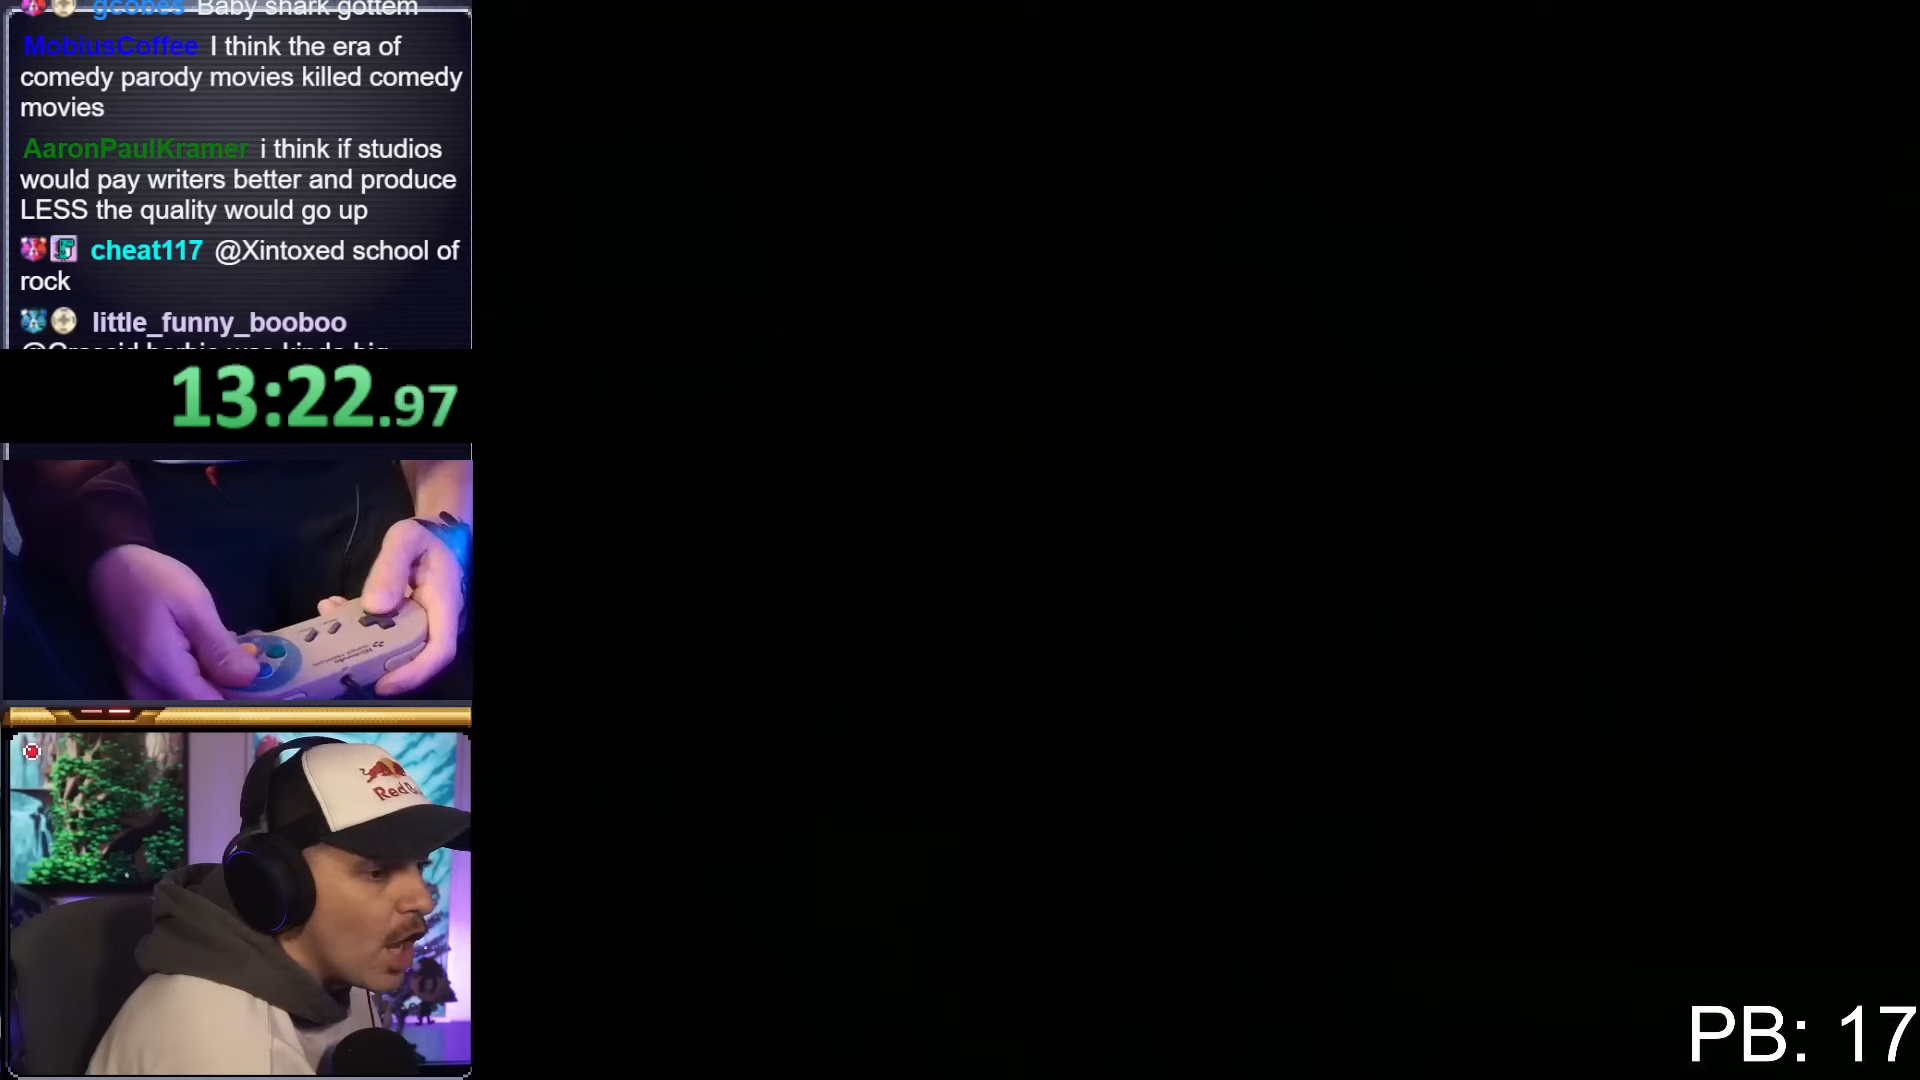 gcobes Baby shark gottem
MobiusCoffee I think the era of
comedy parody movies killed comedy
movies
AaronPaulKramer i think if studios
would pay writers better and produce
LESS the quality would go up
cheat117 @Xintoxed school of
rock
little_funny_booboo
13:22.97
Red
PB: 17